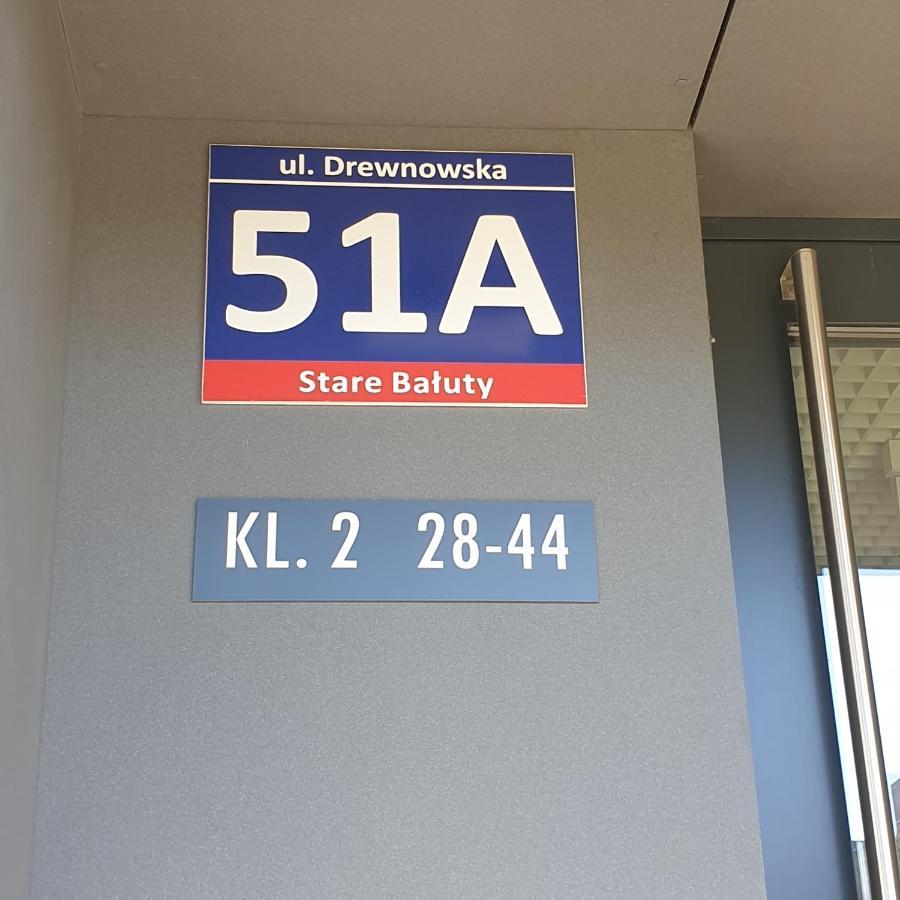 ul. Drewnowska
51A
Stare Bałuty
KL. 2 28-44